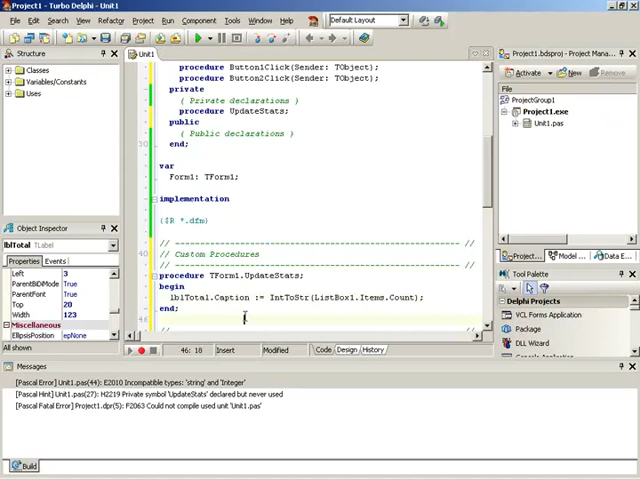 Project1 - Turbo Delphi - Unit1
File Edit Search View Refactor Project Run Component Tools Window Help
Default Layout
Structure
Classes
Variables/Constants
Uses
Unit1
procedure Button1Click(Sender: TObject);
procedure Button2Click(Sender: TObject);
private
{ Private declarations }
procedure UpdateStats;
public
{ Public declarations }
30
end;
var
Form1: TForm1;
implementation
{$R *.dfm}
// ---------------------------------------------------------- //
40
// Custom Procedures
// ---------------------------------------------------------- //
procedure TForm1.UpdateStats;
begin
lblTotal.Caption := IntToStr(ListBox1.Items.Count);
end;
46
//
//
46: 18 Insert Modified Code Design History
Project1.bdsproj - Project Mana...
Activate New Remove
File
ProjectGroup1
Project1.exe
Unit1.pas
Project... Model ... Data E...
Tool Palette
Delphi Projects
VCL Forms Application
Package
DLL Wizard
Object Inspector
lblTotal TLabel
Properties Events
Left 3
ParentBiDiMode True
ParentFont True
Top 20
Width 123
Miscellaneous
EllipsisPosition epNone
All shown
Messages
[Pascal Error] Unit1.pas(44): E2010 Incompatible types: 'string' and 'Integer'
[Pascal Hint] Unit1.pas(27): H2219 Private symbol 'UpdateStats' declared but never used
[Pascal Fatal Error] Project1.dpr(5): F2063 Could not compile used unit 'Unit1.pas'
Build